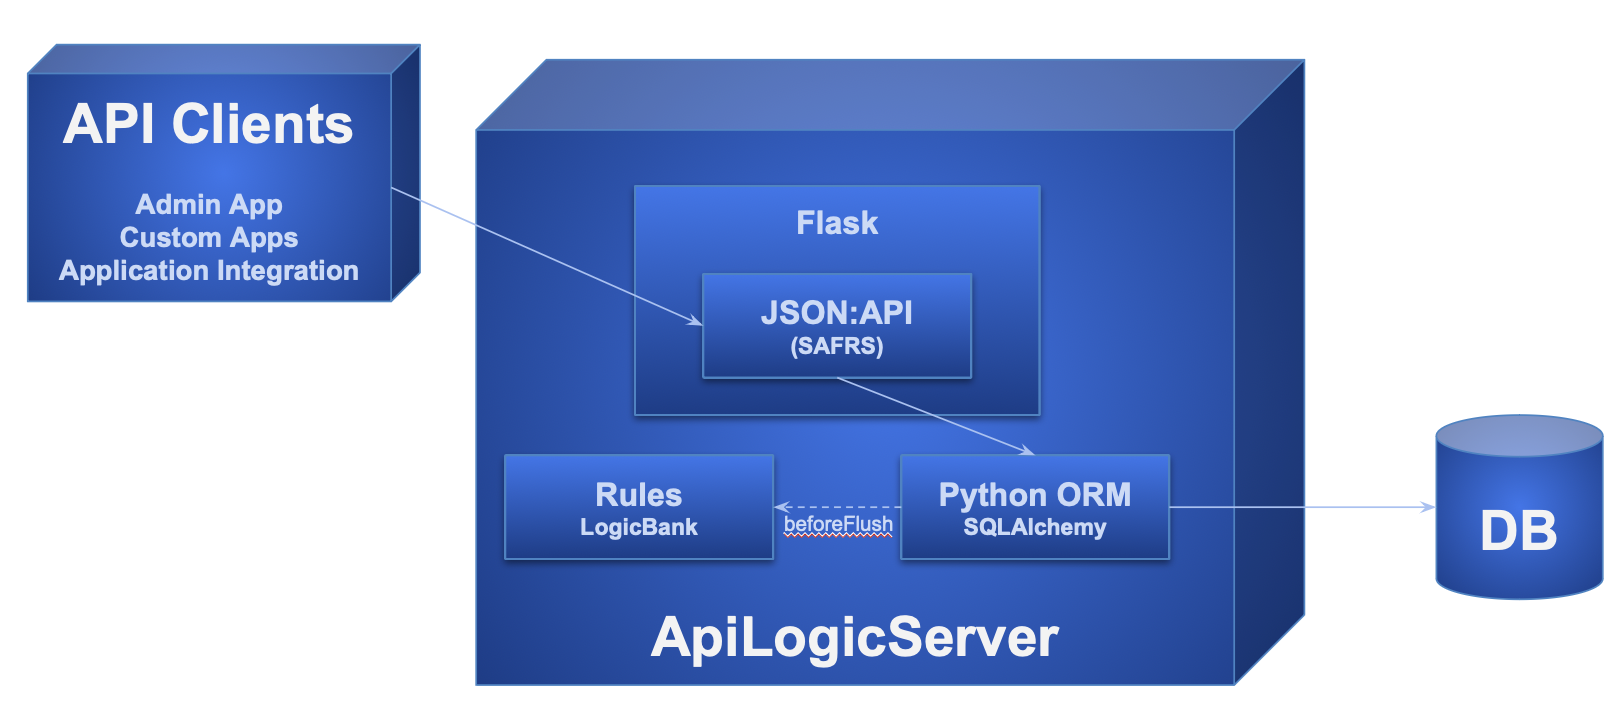 API Clients
Admin App
Custom Apps
Application Integration
Flask
JSON:API
(SAFRS)
Rules
LogicBank
beforeFlush
Python ORM
SQLAlchemy
DB
ApiLogicServer